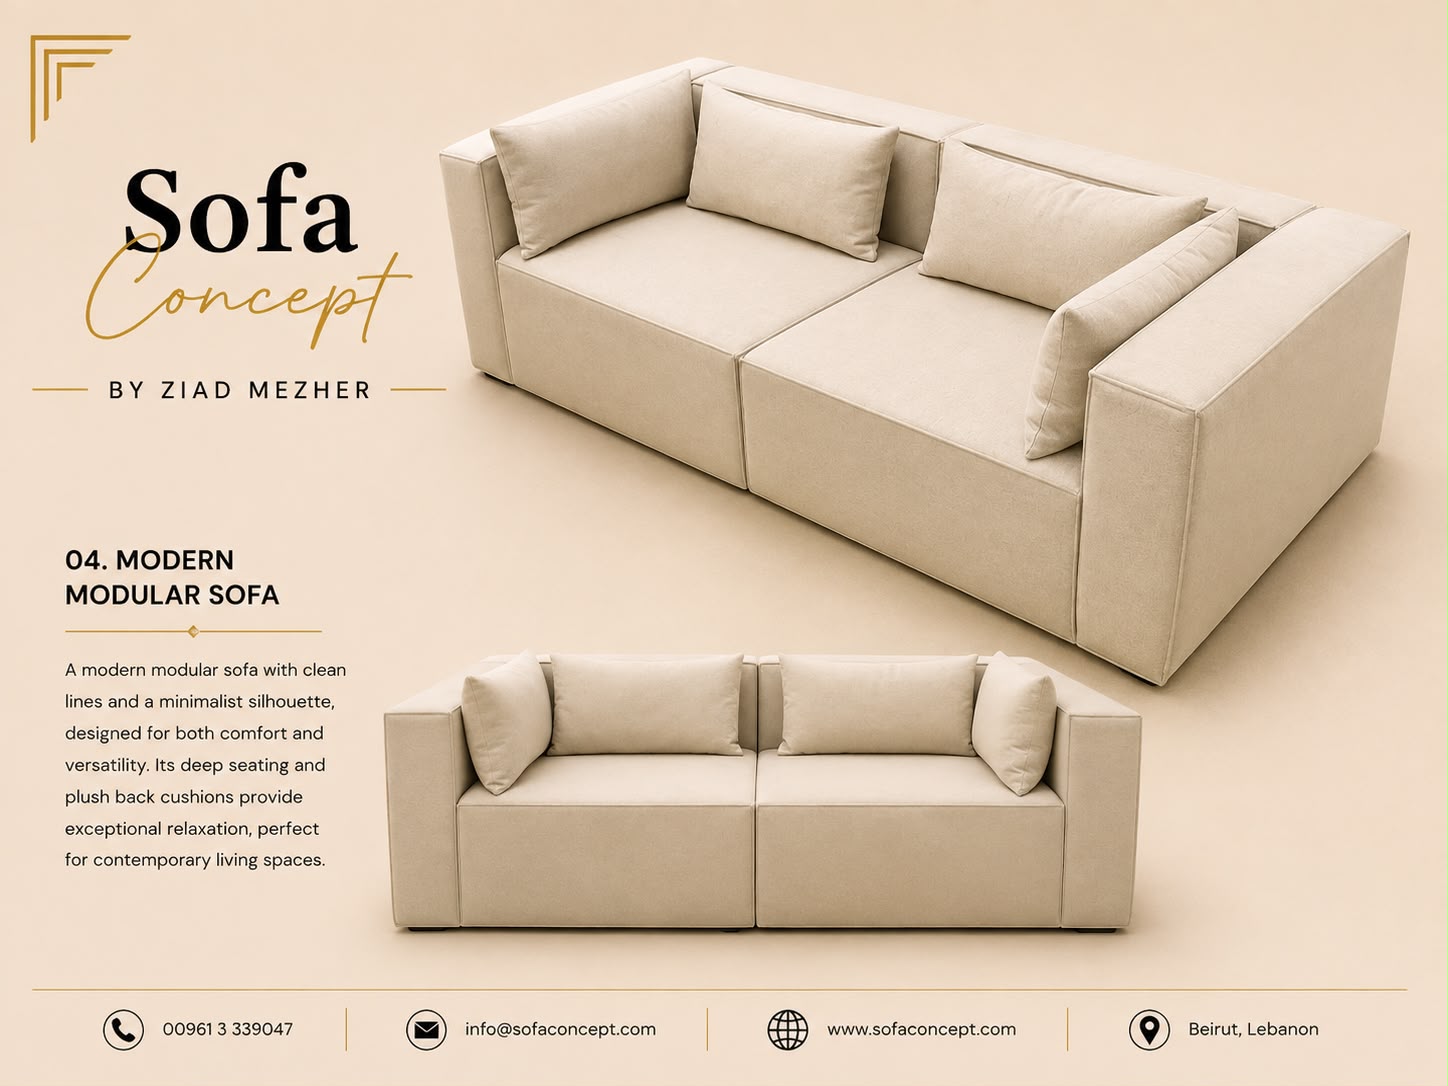 Sofa
Concept
BY ZIAD MEZHER
04. MODERN
MODULAR SOFA
A modern modular sofa with clean
lines and a minimalist silhouette,
designed for both comfort and
versatility. Its deep seating and
plush back cushions provide
exceptional relaxation, perfect
for contemporary living spaces.
00961 3 339047
info@sofaconcept.com
www.sofaconcept.com
Beirut, Lebanon